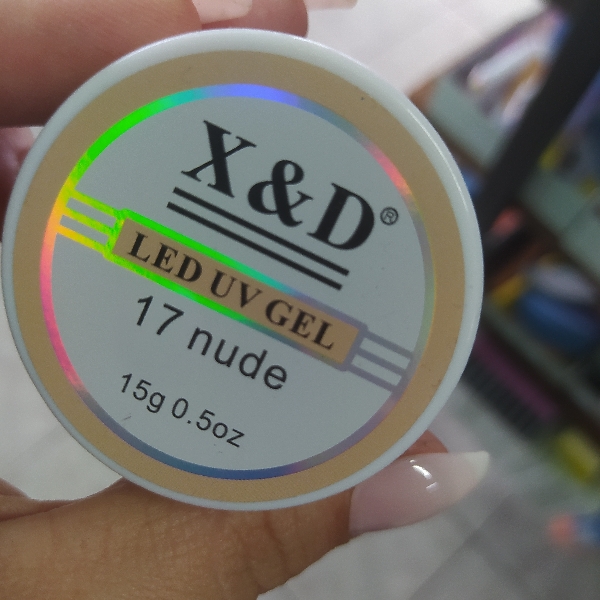 X&D®
LED UV GEL
17 nude
15g 0.5oz